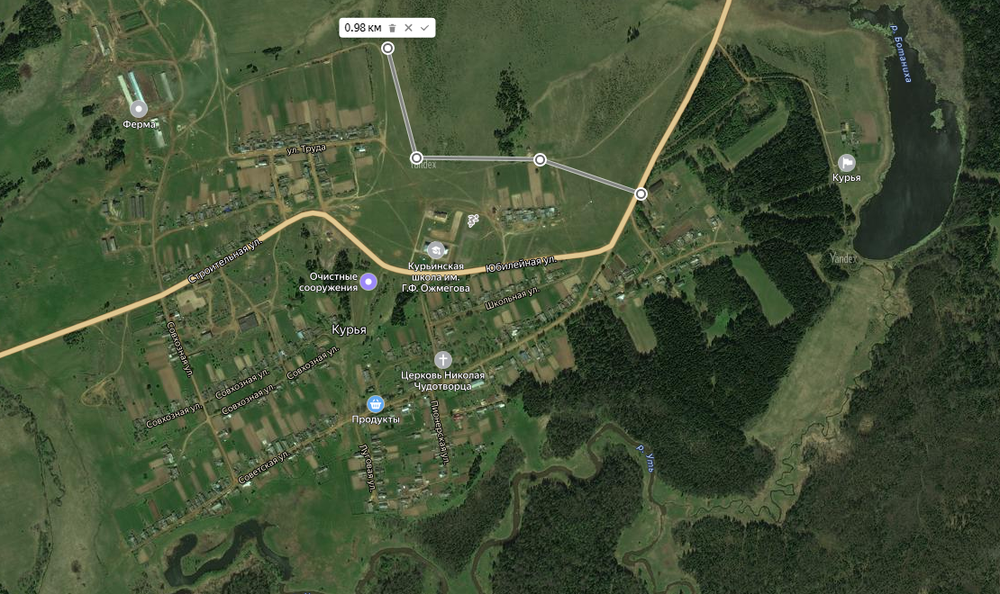 0.98 км
р. Ботаниха
Ферма
ул. Труда
Yandex
Курья
Строительная ул.
Курьинская
школа им.
Г.Ф. Ожмегова
Юбилейная ул.
Yandex
Очистные
сооружения
Школьная ул.
Курья
Совхозная ул.
Совхозная ул.
Совхозная ул.
Церковь Николая
Чудотворца
Совхозная ул.
Совхозная ул.
Продукты
Пионерская ул.
Луговая ул.
Советская ул.
р. Уть